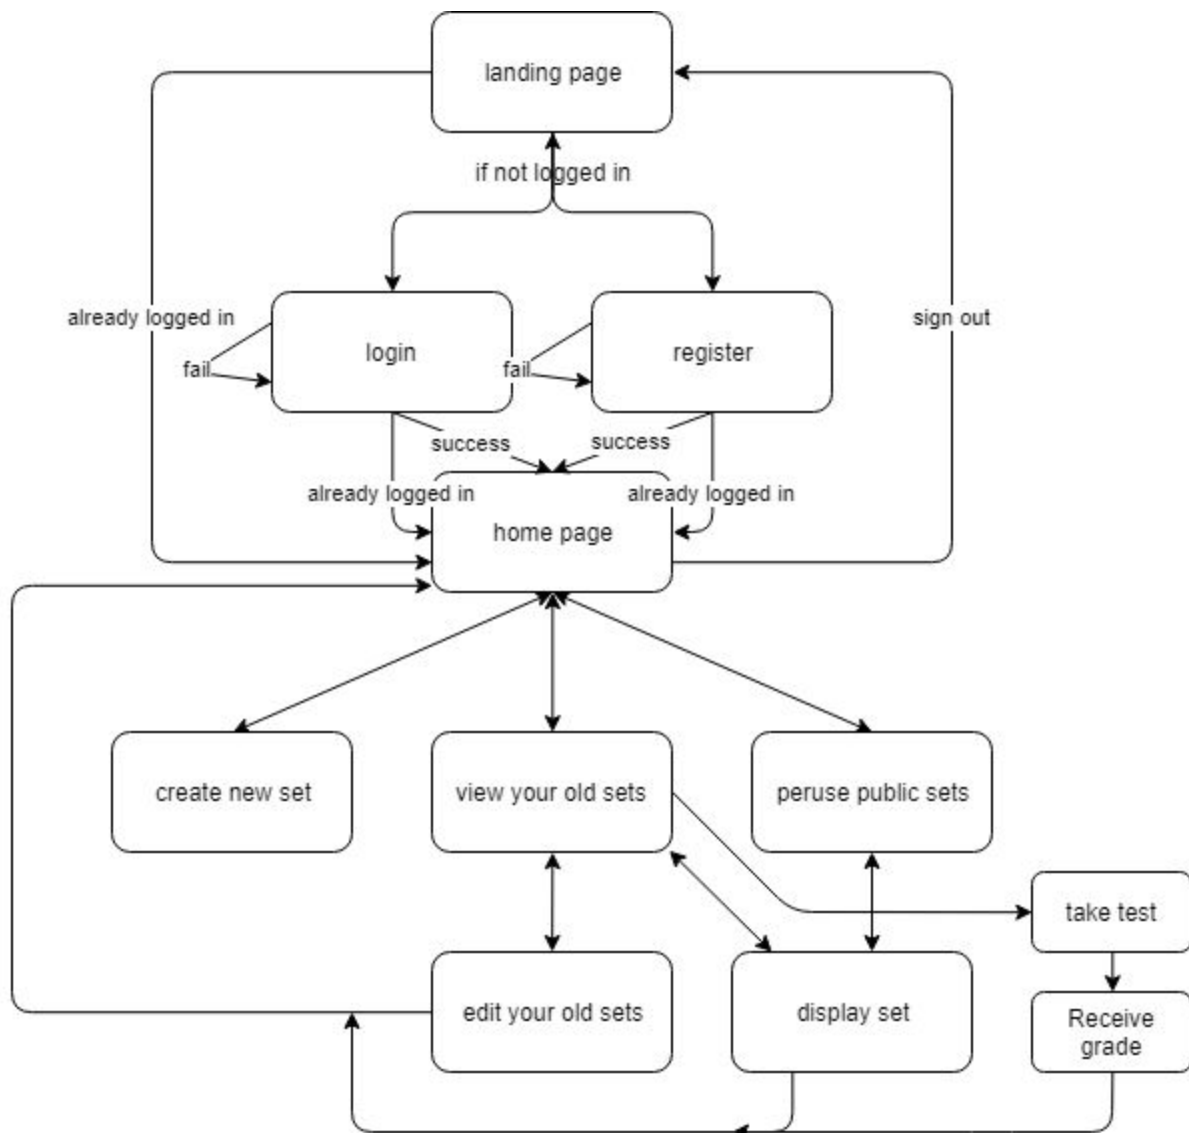 landing page
if not logged in
already logged in
sign out
login
register
fail
fail
success
success
already logged in
already logged in
home page
create new set
view your old sets
peruse public sets
take test
edit your old sets
display set
Receive
grade